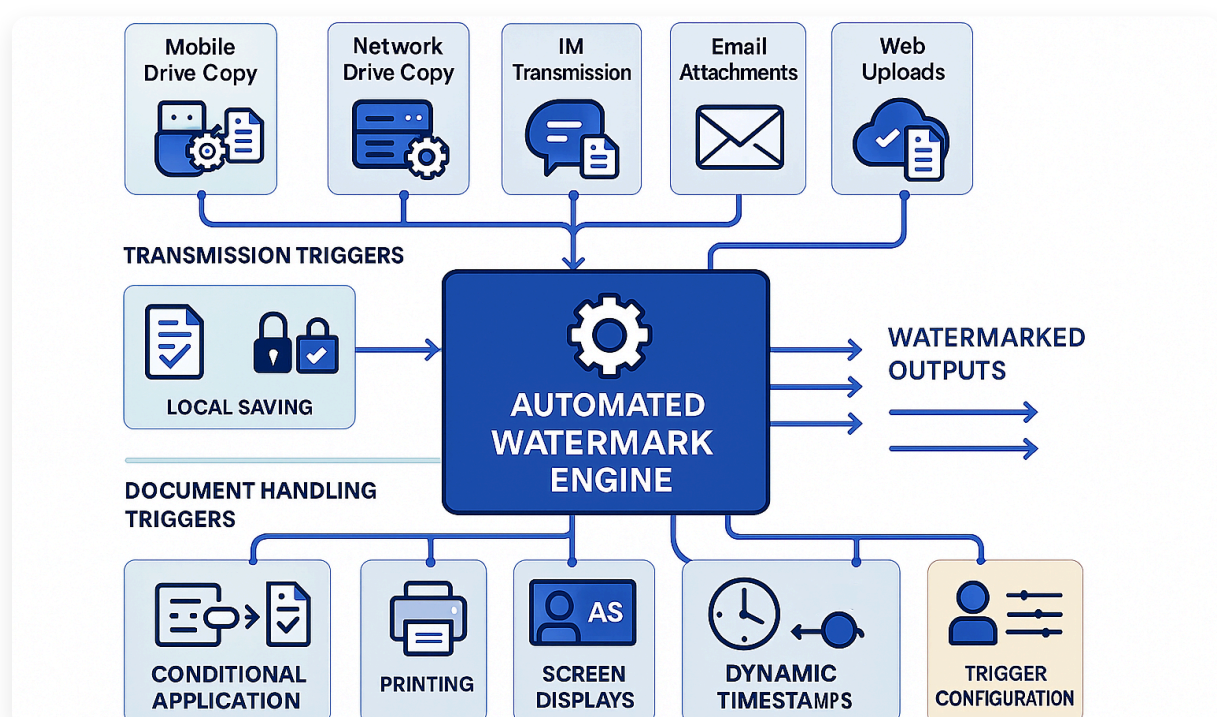 Mobile
Drive Copy
Network
Drive Copy
IM
Transmission
Email
Attachments
Web
Uploads
TRANSMISSION TRIGGERS
LOCAL SAVING
AUTOMATED
WATERMARK
ENGINE
WATERMARKED
OUTPUTS
DOCUMENT HANDLING
TRIGGERS
CONDITIONAL
APPLICATION
PRINTING
AS
SCREEN
DISPLAYS
DYNAMIC
TIMESTAMPS
TRIGGER
CONFIGURATION